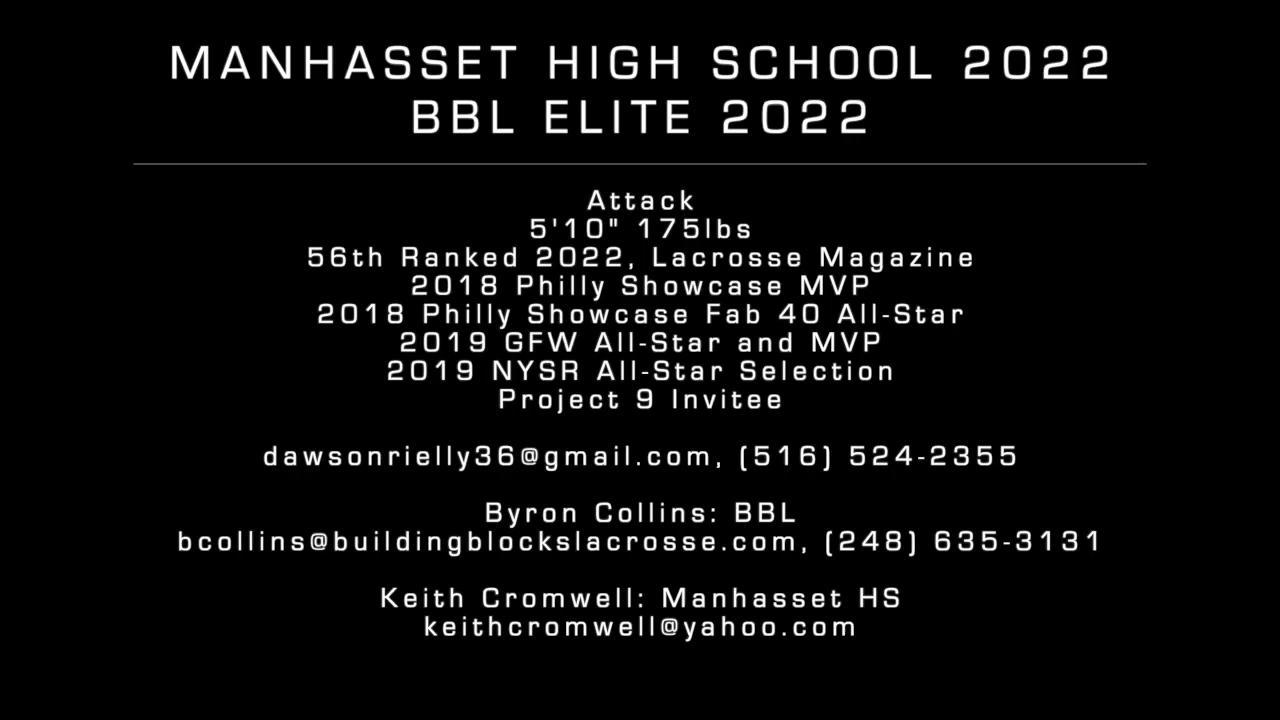 MANHASSET HIGH SCHOOL 2022
BBL ELITE 2022
Attack
5'10" 175lbs
56th Ranked 2022, Lacrosse Magazine
2018 Philly Showcase MVP
2018 Philly Showcase Fab 40 All-Star
2019 GFW All-Star and MVP
2019 NYSR All-Star Selection
Project 9 Invitee
dawsonrielly36@gmail.com, (516) 524-2355
Byron Collins: BBL
bcollins@buildingblockslacrosse.com, (248) 635-3131
Keith Cromwell: Manhasset HS
keithcromwell@yahoo.com